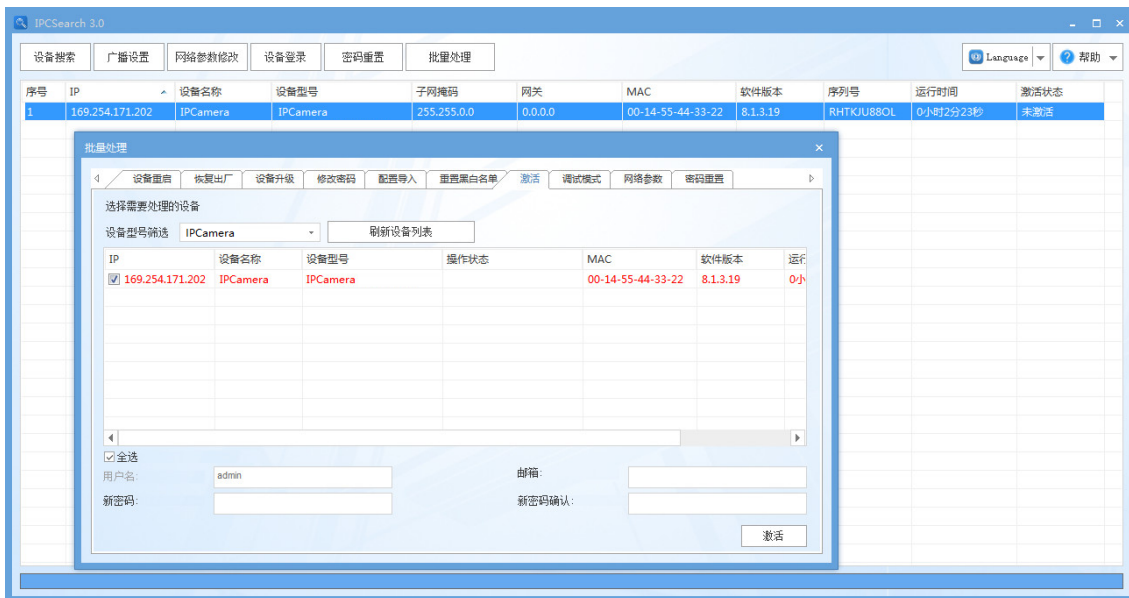 IPCSearch 3.0
设备搜索 广播设置 网络参数修改 设备登录 密码重置 批量处理 Language 帮助
序号 IP 设备名称 设备型号 子网掩码 网关 MAC 软件版本 序列号 运行时间 激活状态
1 169.254.171.202 IPCamera IPCamera 255.255.0.0 0.0.0.0 00-14-55-44-33-22 8.1.3.19 RHTKJU88OL 0小时2分23秒 未激活
批量处理
设备重启 恢复出厂 设备升级 修改密码 配置导入 重置黑白名单 激活 调试模式 网络参数 密码重置
选择需要处理的设备
设备型号筛选 IPCamera 刷新设备列表
IP 设备名称 设备型号 操作状态 MAC 软件版本 运行
169.254.171.202 IPCamera IPCamera 00-14-55-44-33-22 8.1.3.19 0小
全选
用户名: admin 邮箱:
新密码: 新密码确认:
激活